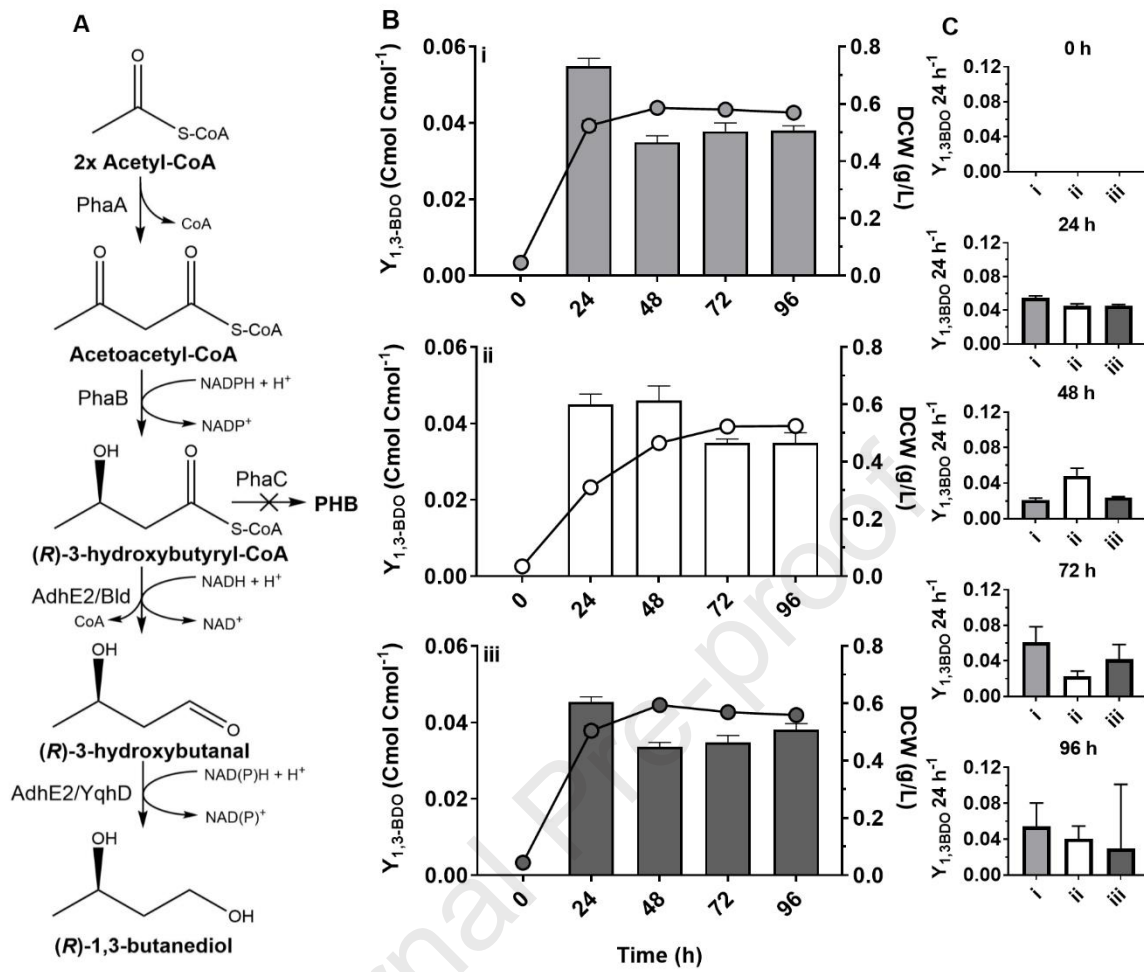 A
O
S-CoA
2x Acetyl-CoA
PhaA
CoA
O
O
S-CoA
Acetoacetyl-CoA
PhaB
NADPH + H⁺
NADP⁺
OH
O
PhaC
PHB
S-CoA
(R)-3-hydroxybutyryl-CoA
AdhE2/Bld
NADH + H⁺
CoA
NAD⁺
OH
O
(R)-3-hydroxybutanal
AdhE2/YqhD
NAD(P)H + H⁺
NAD(P)⁺
OH
OH
(R)-1,3-butanediol
B
i
Y1,3-BDO (Cmol Cmol⁻¹)
0.06
0.04
0.02
0.00
0.8
0.6
0.4
0.2
0.0
DCW (g/L)
0
24
48
72
96
ii
Y1,3-BDO (Cmol Cmol⁻¹)
0.06
0.04
0.02
0.00
0.8
0.6
0.4
0.2
0.0
DCW (g/L)
0
24
48
72
96
iii
Y1,3-BDO (Cmol Cmol⁻¹)
0.06
0.04
0.02
0.00
0.8
0.6
0.4
0.2
0.0
DCW (g/L)
0
24
48
72
96
Time (h)
C
0 h
Y1,3BDO 24 h⁻¹
0.12
0.08
0.04
0.00
i
ii
iii
24 h
Y1,3BDO 24 h⁻¹
0.12
0.08
0.04
0.00
i
ii
iii
48 h
Y1,3BDO 24 h⁻¹
0.12
0.08
0.04
0.00
i
ii
iii
72 h
Y1,3BDO 24 h⁻¹
0.12
0.08
0.04
0.00
i
ii
iii
96 h
Y1,3BDO 24 h⁻¹
0.12
0.08
0.04
0.00
i
ii
iii
rnal Pre-proof